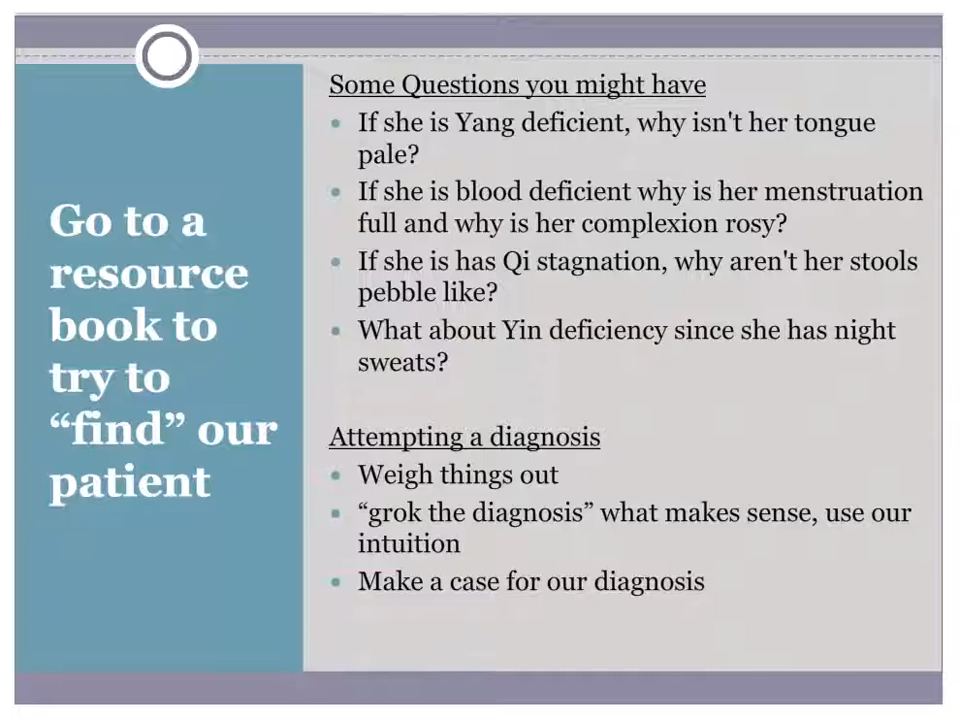 Go to a
resource
book to
try to
“find” our
patient
Some Questions you might have
If she is Yang deficient, why isn't her tongue
pale?
If she is blood deficient why is her menstruation
full and why is her complexion rosy?
If she is has Qi stagnation, why aren't her stools
pebble like?
What about Yin deficiency since she has night
sweats?
Attempting a diagnosis
Weigh things out
“grok the diagnosis” what makes sense, use our
intuition
Make a case for our diagnosis